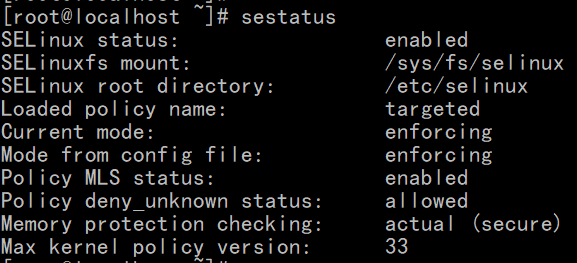 [root@localhost ~]# sestatus
SELinux status:                 enabled
SELinuxfs mount:                /sys/fs/selinux
SELinux root directory:         /etc/selinux
Loaded policy name:             targeted
Current mode:                   enforcing
Mode from config file:          enforcing
Policy MLS status:              enabled
Policy deny_unknown status:     allowed
Memory protection checking:     actual (secure)
Max kernel policy version:      33